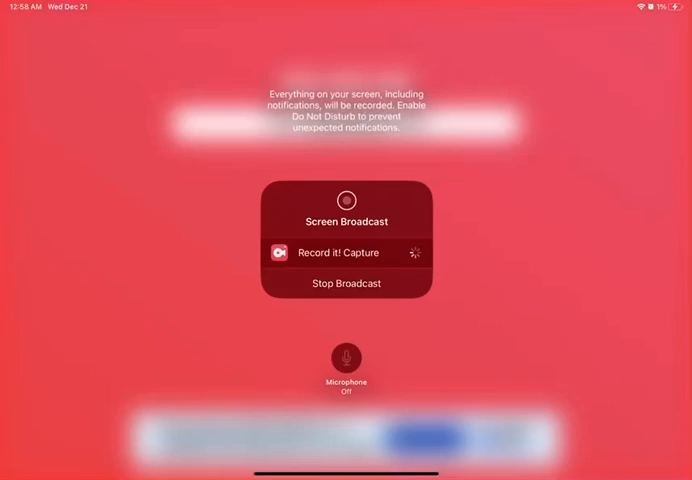 12:58 AM Wed Dec 21
1%
Everything on your screen, including
notifications, will be recorded. Enable
Do Not Disturb to prevent
unexpected notifications.
Screen Broadcast
Record it! Capture
Stop Broadcast
Microphone
Off